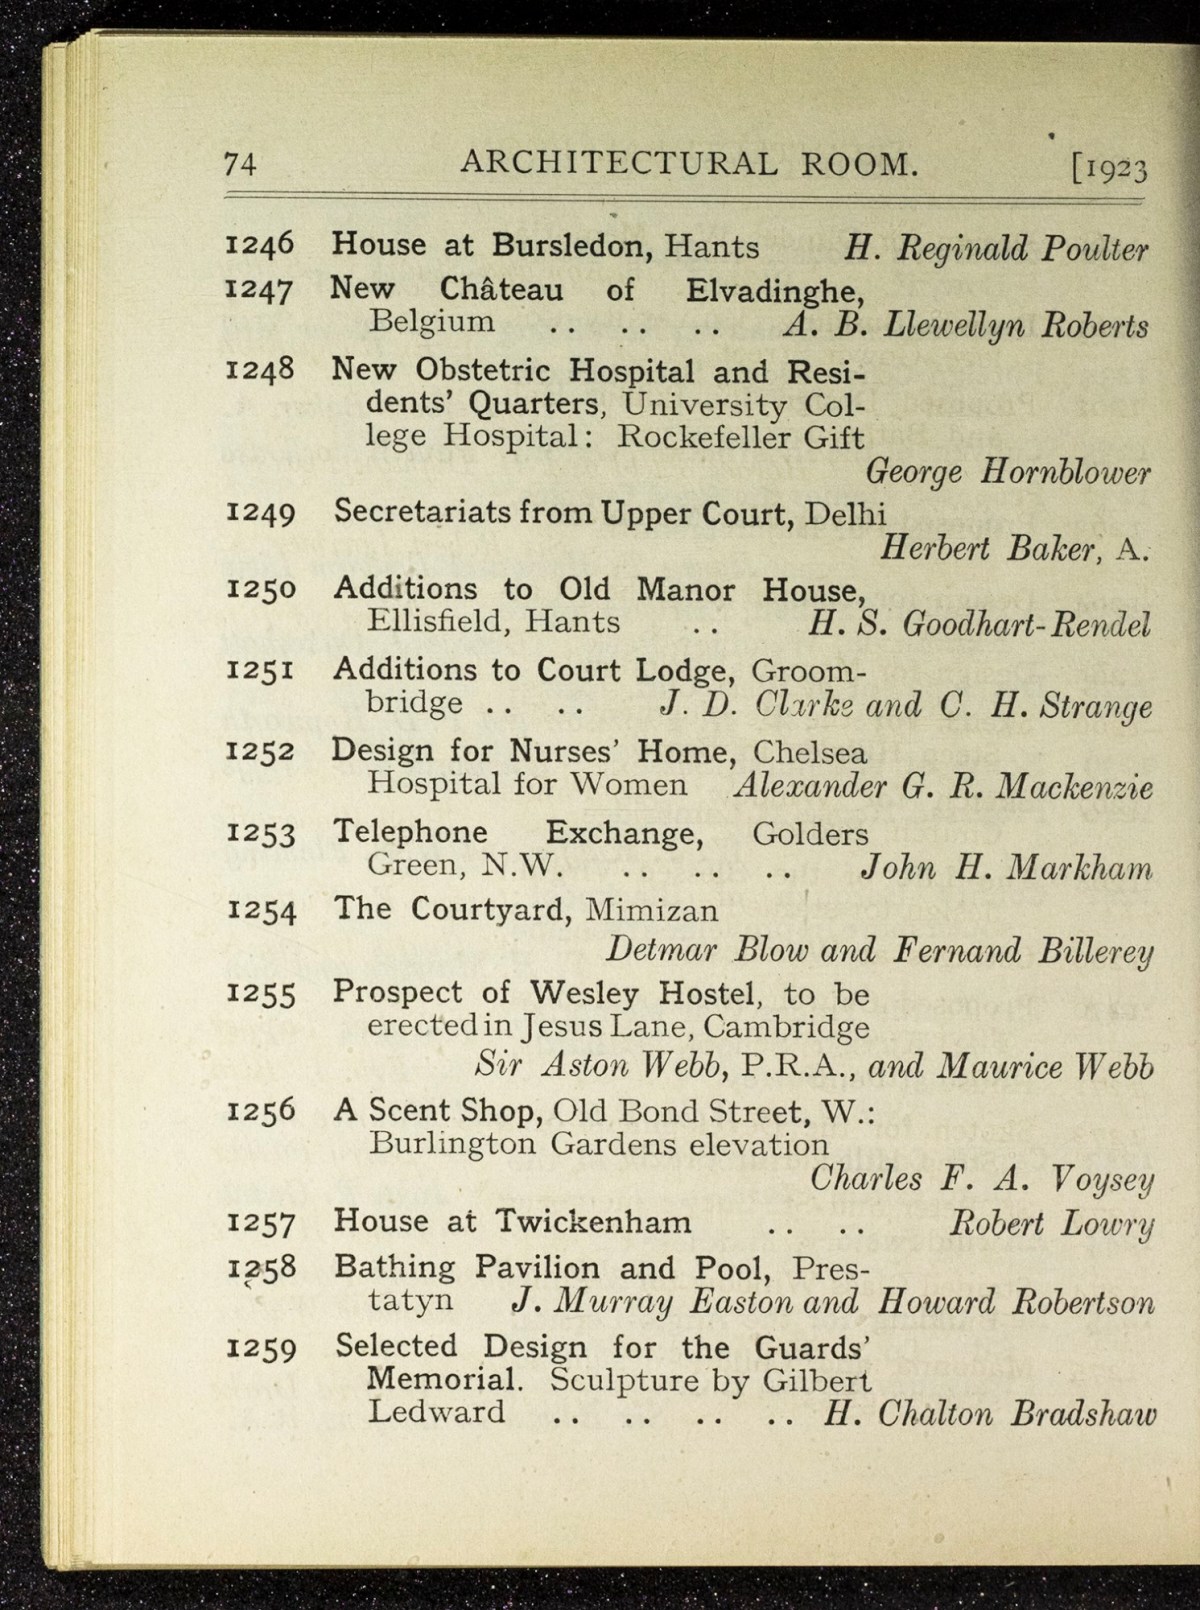 74 ARCHITECTURAL ROOM. [1923
1246 House at Bursledon, Hants H. Reginald Poulter
1247 New Château of Elvadinghe,
Belgium .. .. .. A. B. Llewellyn Roberts
1248 New Obstetric Hospital and Resi-
dents' Quarters, University Col-
lege Hospital: Rockefeller Gift
George Hornblower
1249 Secretariats from Upper Court, Delhi
Herbert Baker, A.
1250 Additions to Old Manor House,
Ellisfield, Hants .. H. S. Goodhart-Rendel
1251 Additions to Court Lodge, Groom-
bridge .. .. J. D. Clarke and C. H. Strange
1252 Design for Nurses' Home, Chelsea
Hospital for Women Alexander G. R. Mackenzie
1253 Telephone Exchange, Golders
Green, N.W. .. .. .. John H. Markham
1254 The Courtyard, Mimizan
Detmar Blow and Fernand Billerey
1255 Prospect of Wesley Hostel, to be
erected in Jesus Lane, Cambridge
Sir Aston Webb, P.R.A., and Maurice Webb
1256 A Scent Shop, Old Bond Street, W.:
Burlington Gardens elevation
Charles F. A. Voysey
1257 House at Twickenham .. .. Robert Lowry
1258 Bathing Pavilion and Pool, Pres-
tatyn J. Murray Easton and Howard Robertson
1259 Selected Design for the Guards'
Memorial. Sculpture by Gilbert
Ledward .. .. .. .. H. Chalton Bradshaw